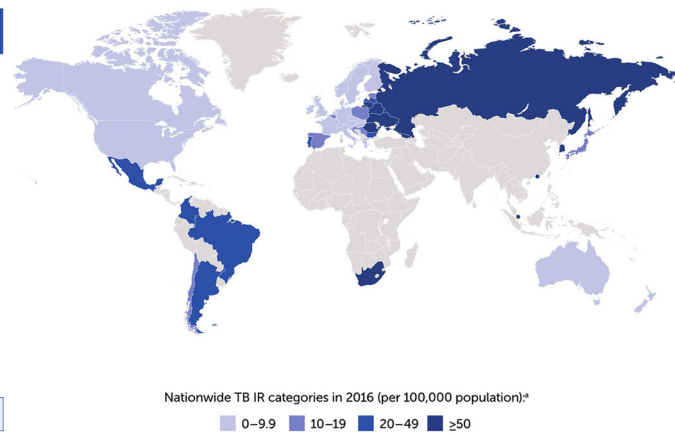 Nationwide TB IR categories in 2016 (per 100,000 population):ᵃ
0–9.9 10–19 20–49 ≥50